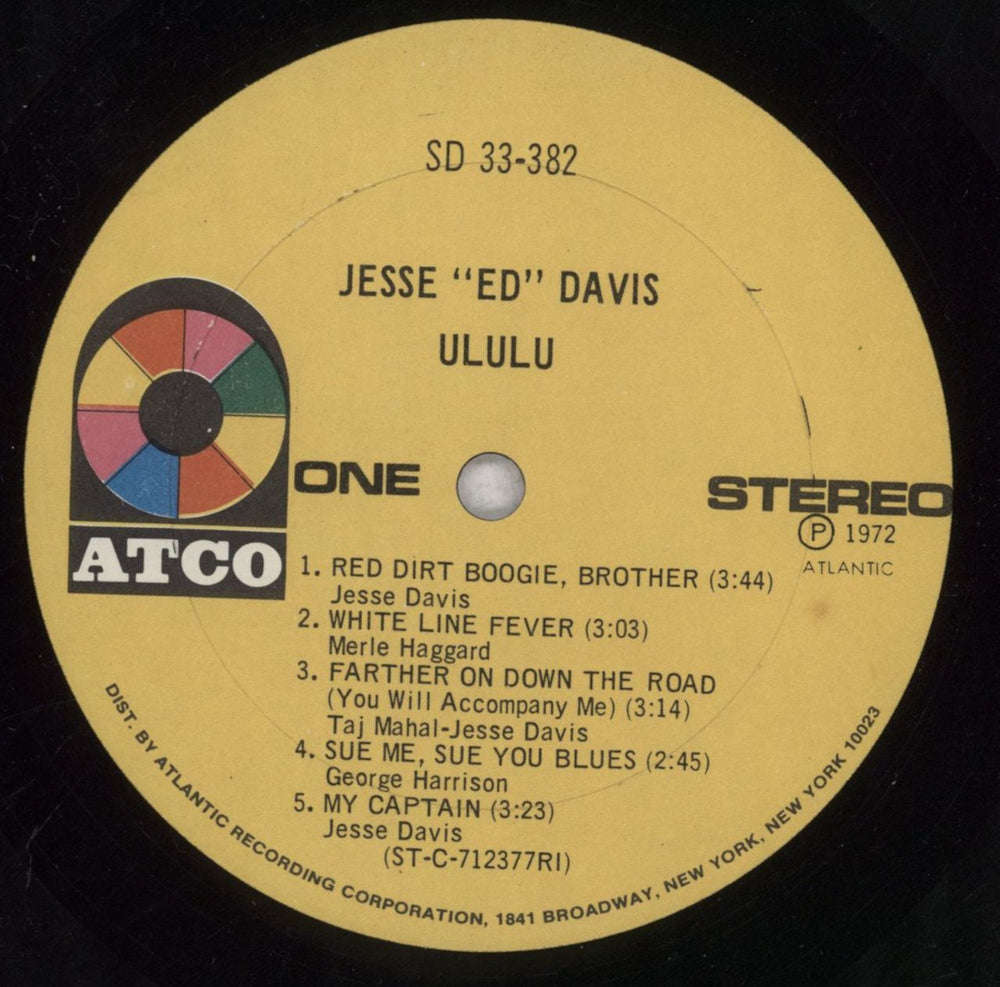 SD 33-382
JESSE “ED” DAVIS
ULULU
ONE
STEREO
Ⓟ 1972
ATLANTIC
ATCO
1. RED DIRT BOOGIE, BROTHER (3:44)
Jesse Davis
2. WHITE LINE FEVER (3:03)
Merle Haggard
3. FARTHER ON DOWN THE ROAD
(You Will Accompany Me) (3:14)
Taj Mahal-Jesse Davis
4. SUE ME, SUE YOU BLUES (2:45)
George Harrison
5. MY CAPTAIN (3:23)
Jesse Davis
(ST-C-712377RI)
DIST. BY ATLANTIC RECORDING CORPORATION, 1841 BROADWAY, NEW YORK, NEW YORK 10023